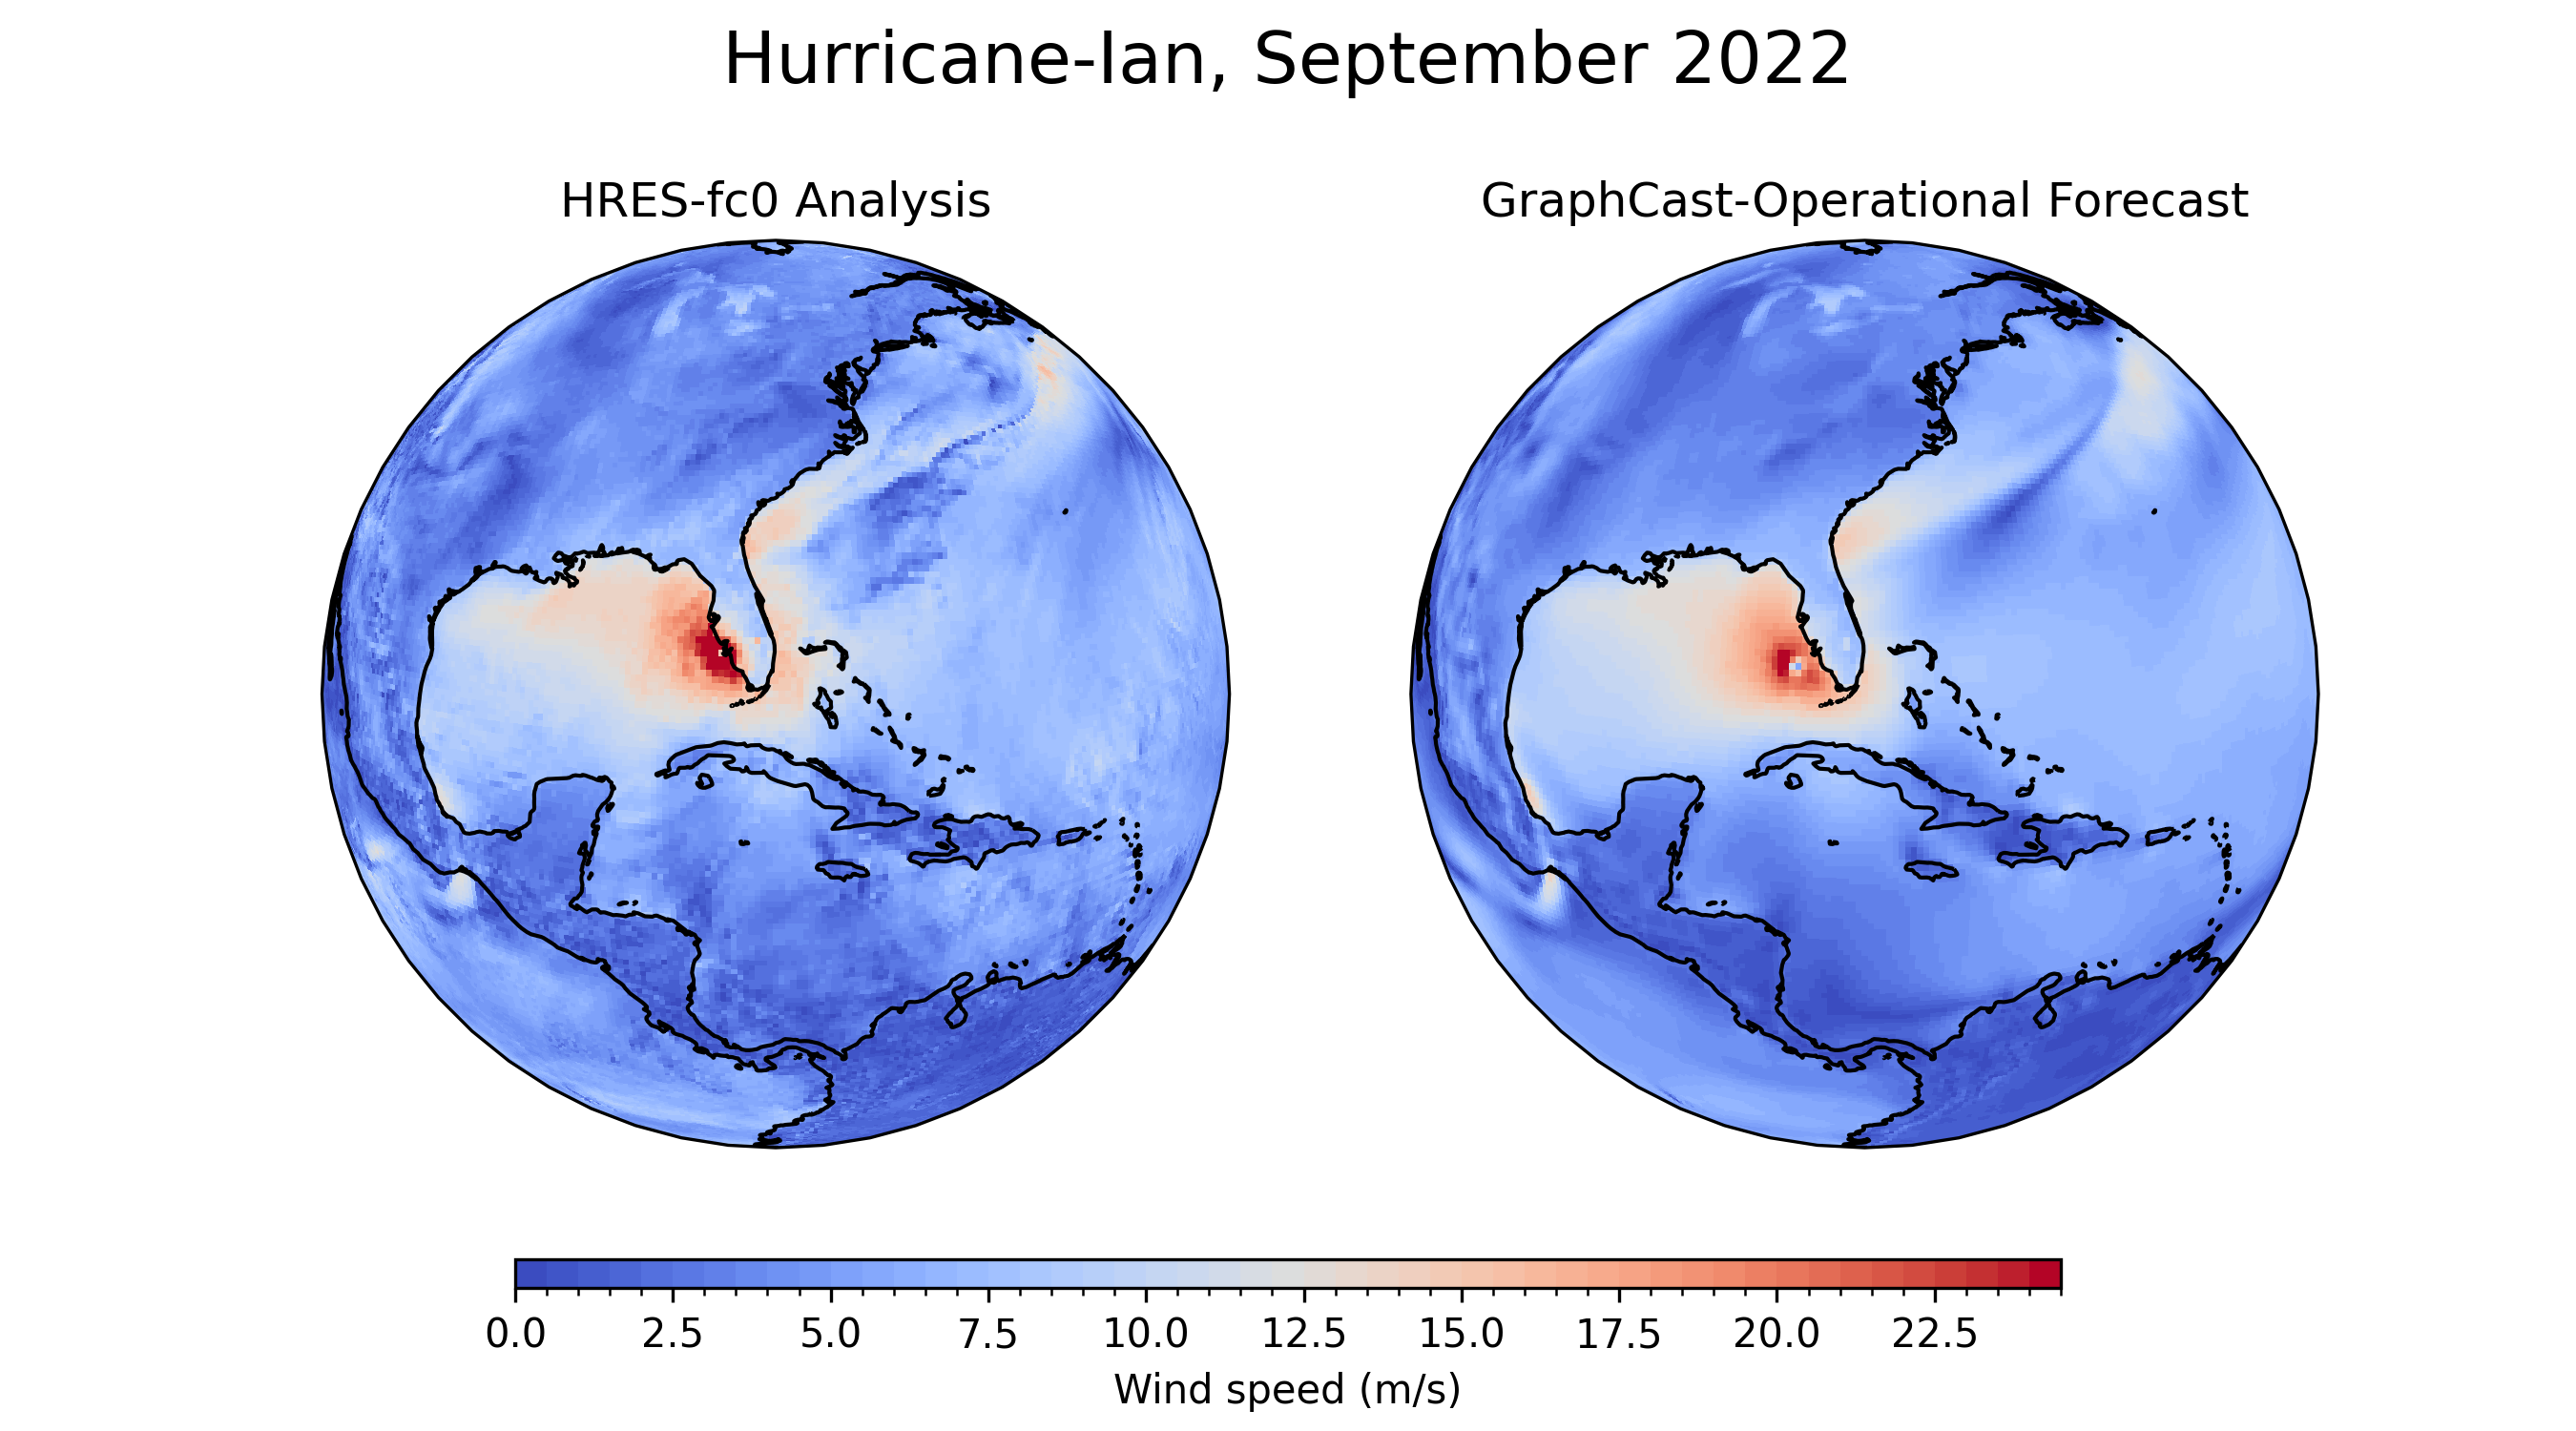 Hurricane-Ian, September 2022
HRES-fc0 Analysis
GraphCast-Operational Forecast
0.0 2.5 5.0 7.5 10.0 12.5 15.0 17.5 20.0 22.5
Wind speed (m/s)